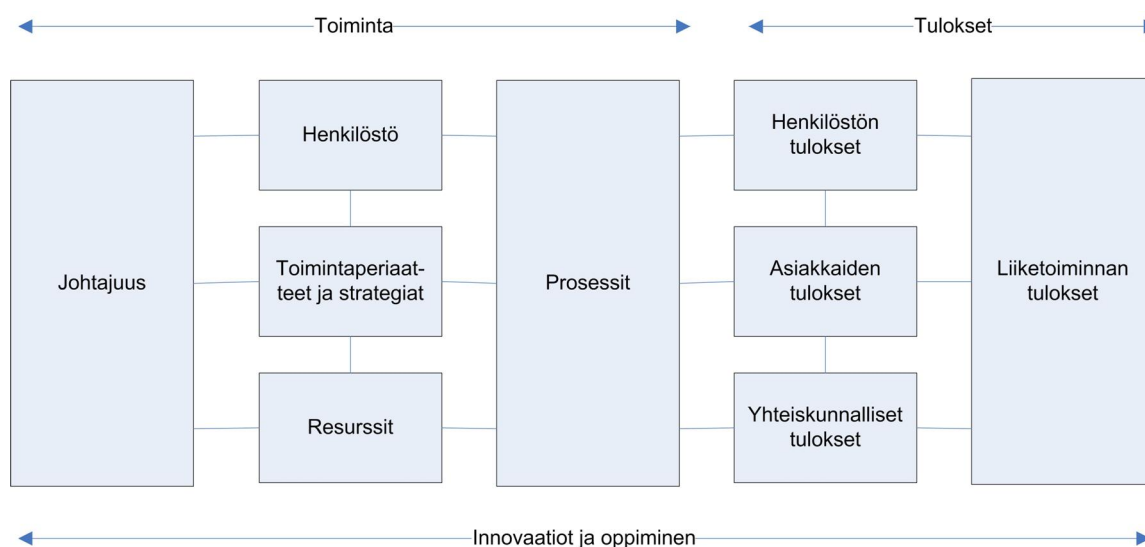 Toiminta
Tulokset
Johtajuus
Henkilöstö
Toimintaperiaat-
teet ja strategiat
Resurssit
Prosessit
Henkilöstön
tulokset
Asiakkaiden
tulokset
Yhteiskunnalliset
tulokset
Liiketoiminnan
tulokset
Innovaatiot ja oppiminen